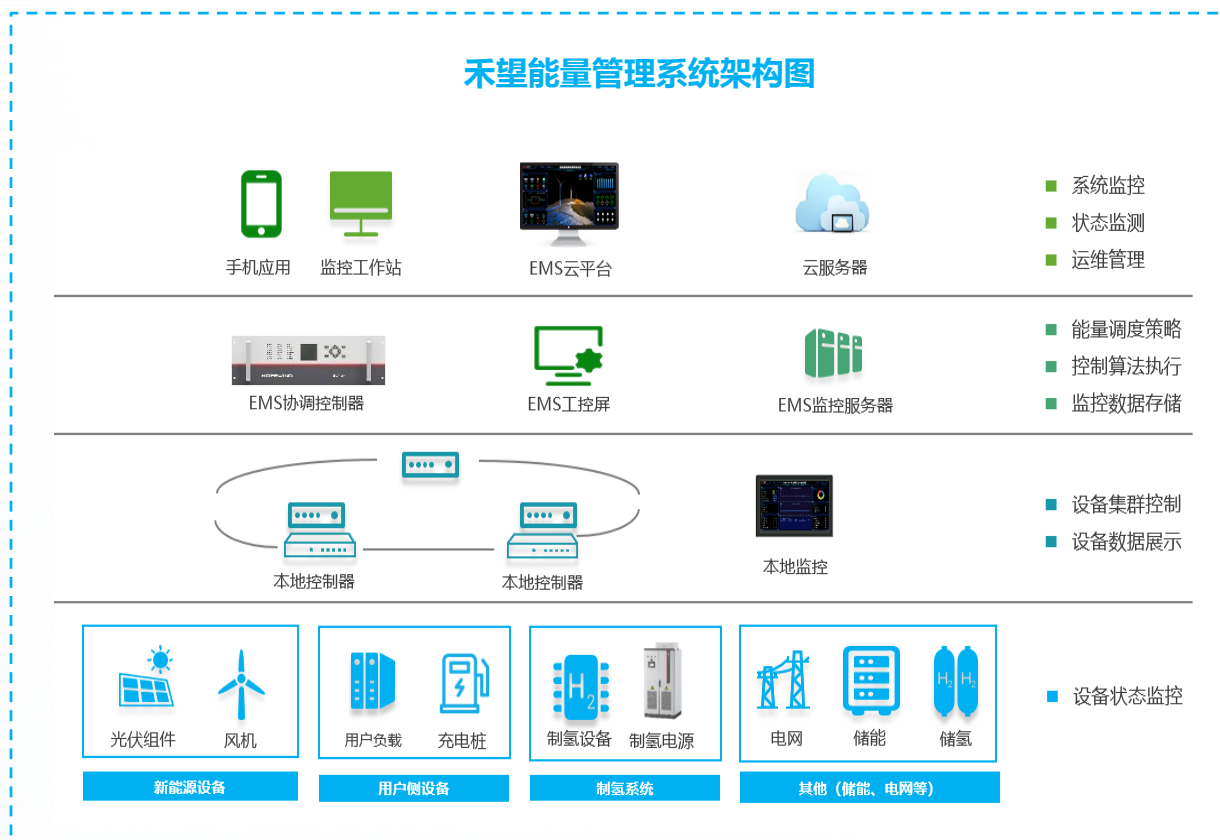 禾望能量管理系统架构图
手机应用
监控工作站
EMS云平台
云服务器
系统监控
状态监测
运维管理
EMS协调控制器
EMS工控屏
EMS监控服务器
能量调度策略
控制算法执行
监控数据存储
本地控制器
本地控制器
本地监控
设备集群控制
设备数据展示
光伏组件
风机
新能源设备
用户负载
充电桩
用户侧设备
H2
制氢设备
制氢电源
制氢系统
电网
储能
H2 H2
储氢
其他（储能、电网等）
设备状态监控